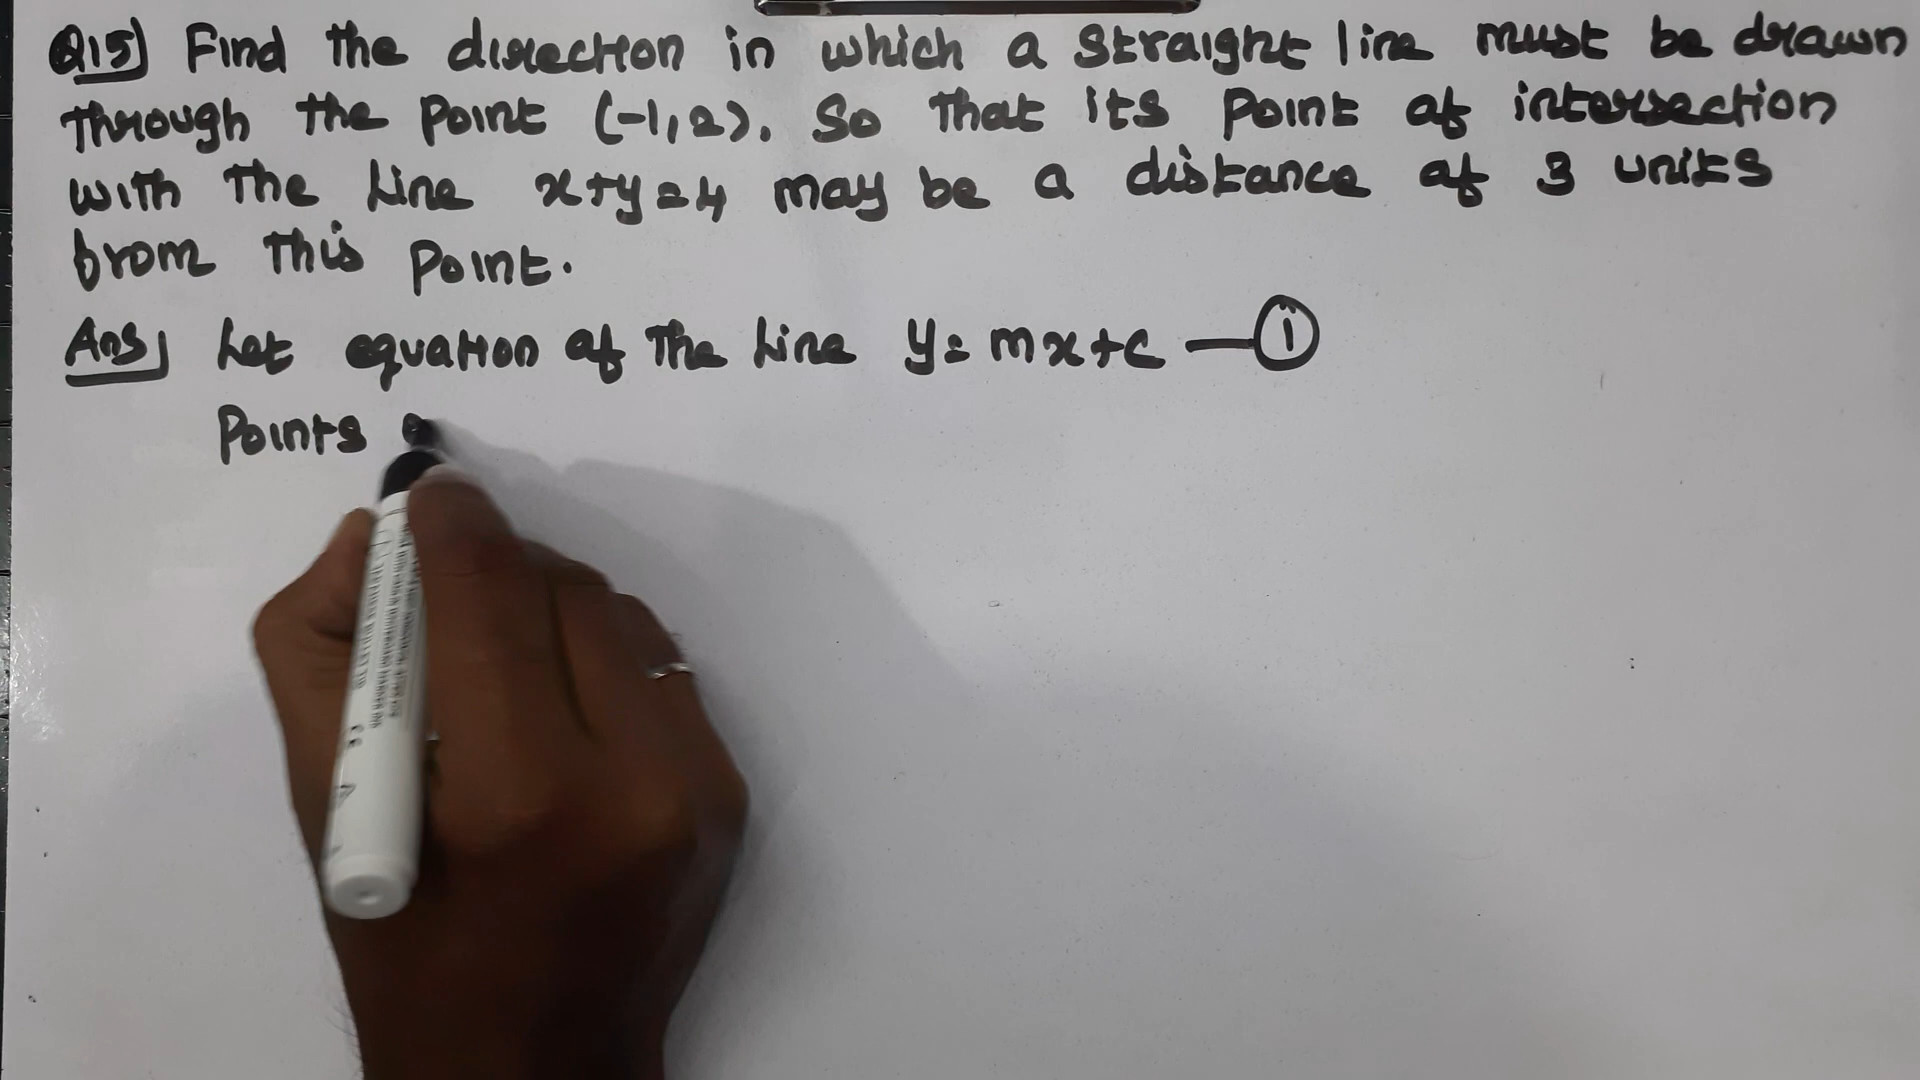 Q15) Find the direction in which a straight line must be drawn
through the point (-1,2). So that its point of intersection
with the line x+y=4 may be a distance of 3 units
from this point.
Ans) Let equation of the line y = mx+c — (i)
Points